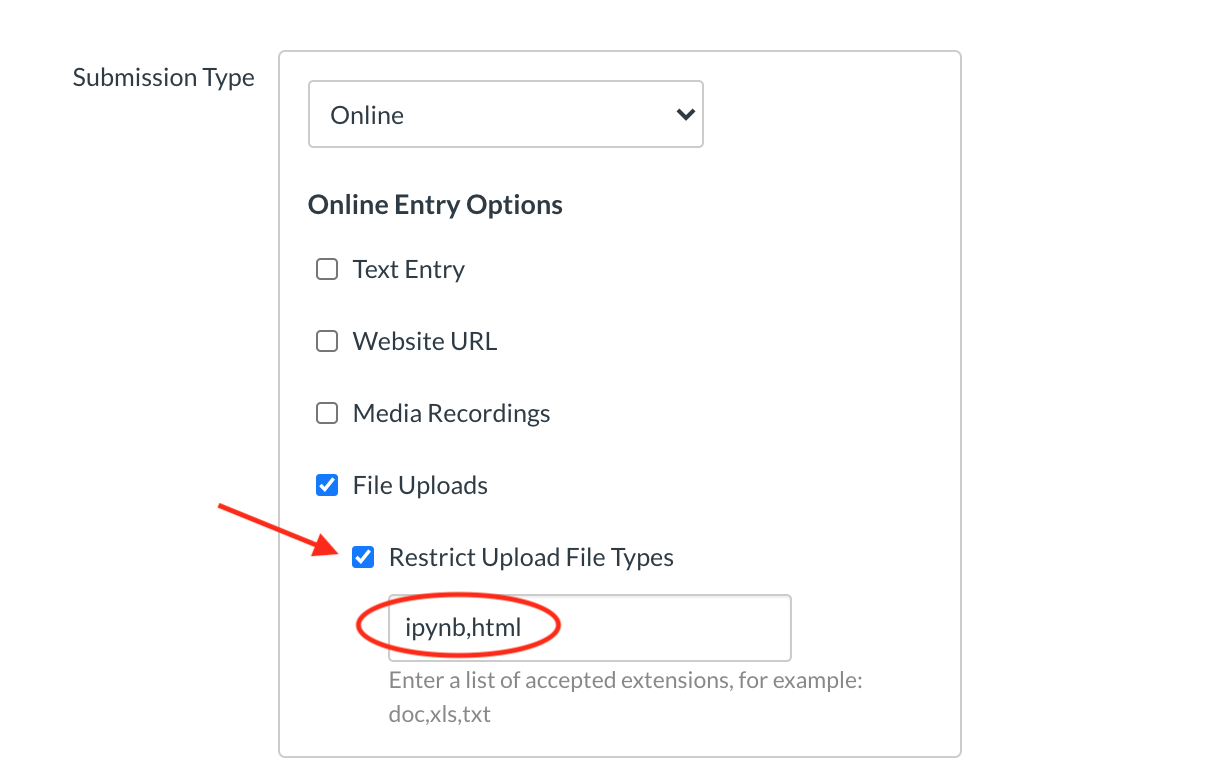 Submission Type
Online
Online Entry Options
Text Entry
Website URL
Media Recordings
File Uploads
Restrict Upload File Types
ipynb,html
Enter a list of accepted extensions, for example:
doc,xls,txt